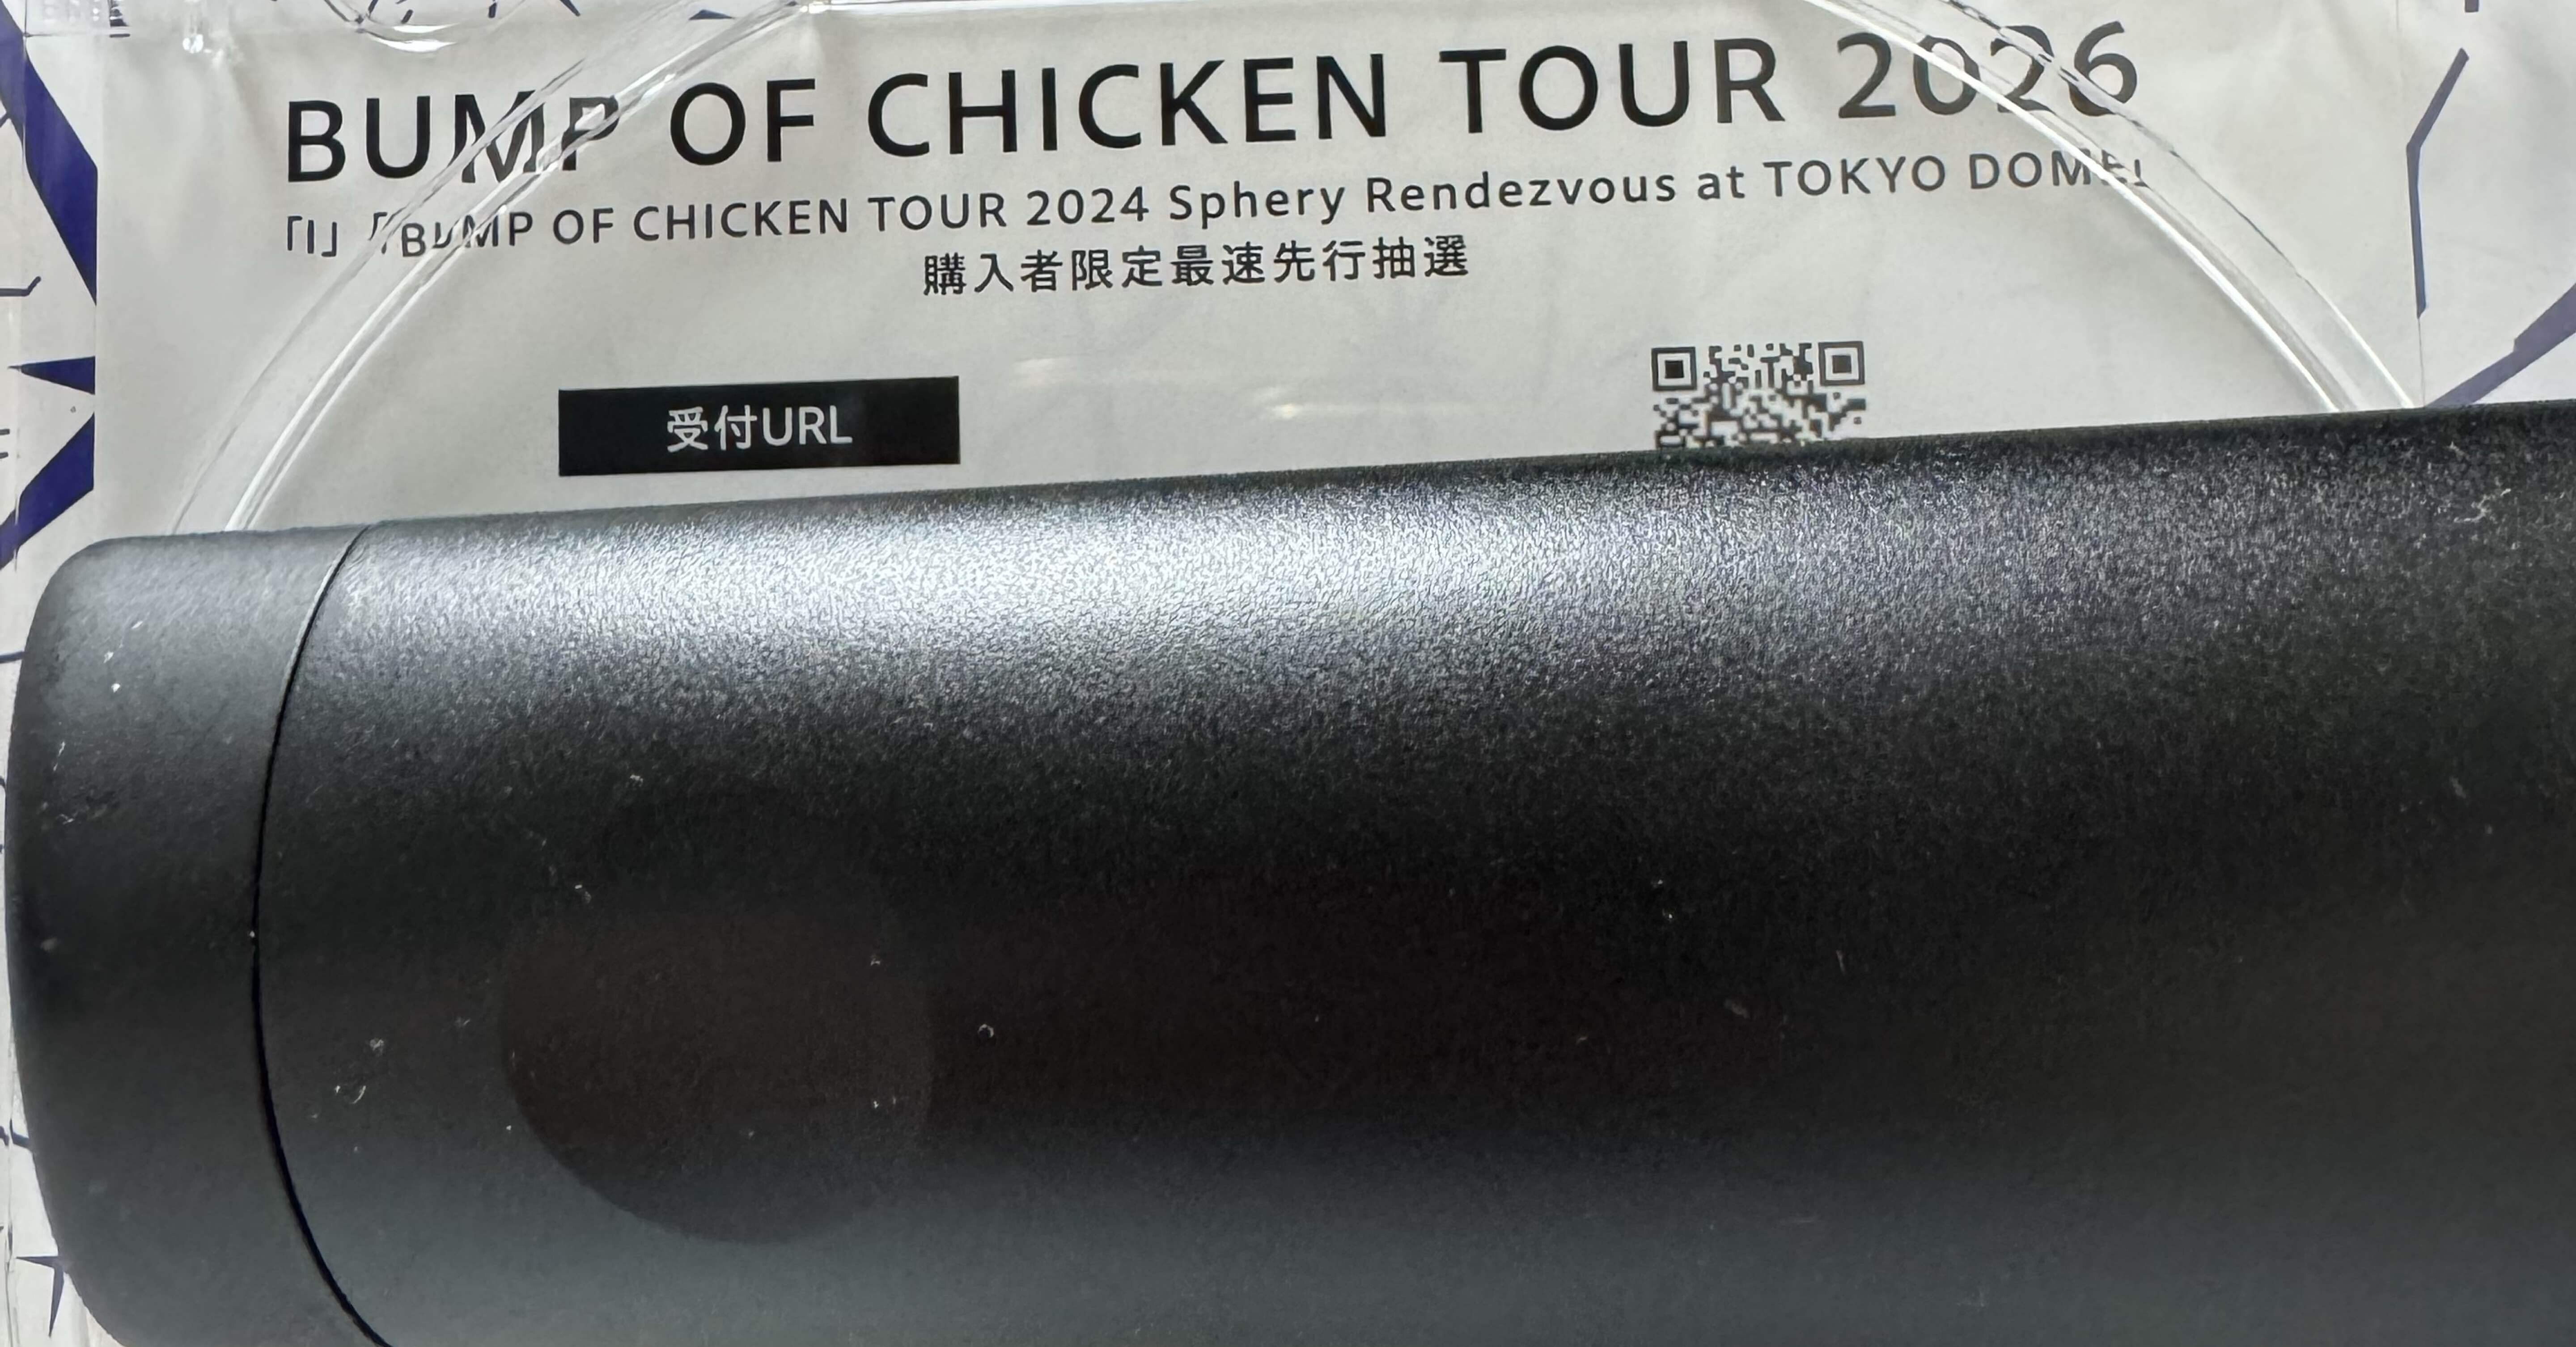 BUMP OF CHICKEN TOUR 2026
「I」「BUMP OF CHICKEN TOUR 2024 Sphery Rendezvous at TOKYO DOME」
購入者限定最速先行抽選
受付URL